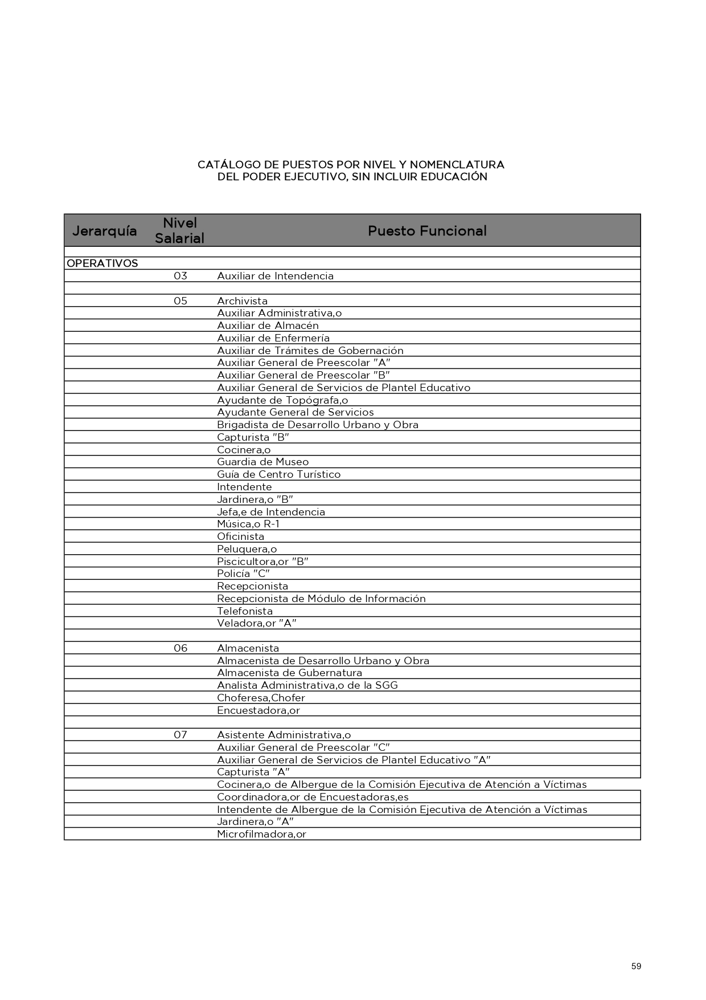 CATÁLOGO DE PUESTOS POR NIVEL Y NOMENCLATURA
DEL PODER EJECUTIVO, SIN INCLUIR EDUCACIÓN
Jerarquía Nivel Salarial Puesto Funcional
OPERATIVOS
03 Auxiliar de Intendencia
05 Archivista
Auxiliar Administrativa,o
Auxiliar de Almacén
Auxiliar de Enfermería
Auxiliar de Trámites de Gobernación
Auxiliar General de Preescolar "A"
Auxiliar General de Preescolar "B"
Auxiliar General de Servicios de Plantel Educativo
Ayudante de Topógrafa,o
Ayudante General de Servicios
Brigadista de Desarrollo Urbano y Obra
Capturista "B"
Cocinera,o
Guardia de Museo
Guía de Centro Turístico
Intendente
Jardinera,o "B"
Jefa,e de Intendencia
Música,o R-1
Oficinista
Peluquera,o
Piscicultora,or "B"
Policía "C"
Recepcionista
Recepcionista de Módulo de Información
Telefonista
Veladora,or "A"
06 Almacenista
Almacenista de Desarrollo Urbano y Obra
Almacenista de Gubernatura
Analista Administrativa,o de la SGG
Choferesa,Chofer
Encuestadora,or
07 Asistente Administrativa,o
Auxiliar General de Preescolar "C"
Auxiliar General de Servicios de Plantel Educativo "A"
Capturista "A"
Cocinera,o de Albergue de la Comisión Ejecutiva de Atención a Víctimas
Coordinadora,or de Encuestadoras,es
Intendente de Albergue de la Comisión Ejecutiva de Atención a Víctimas
Jardinera,o "A"
Microfilmadora,or
59